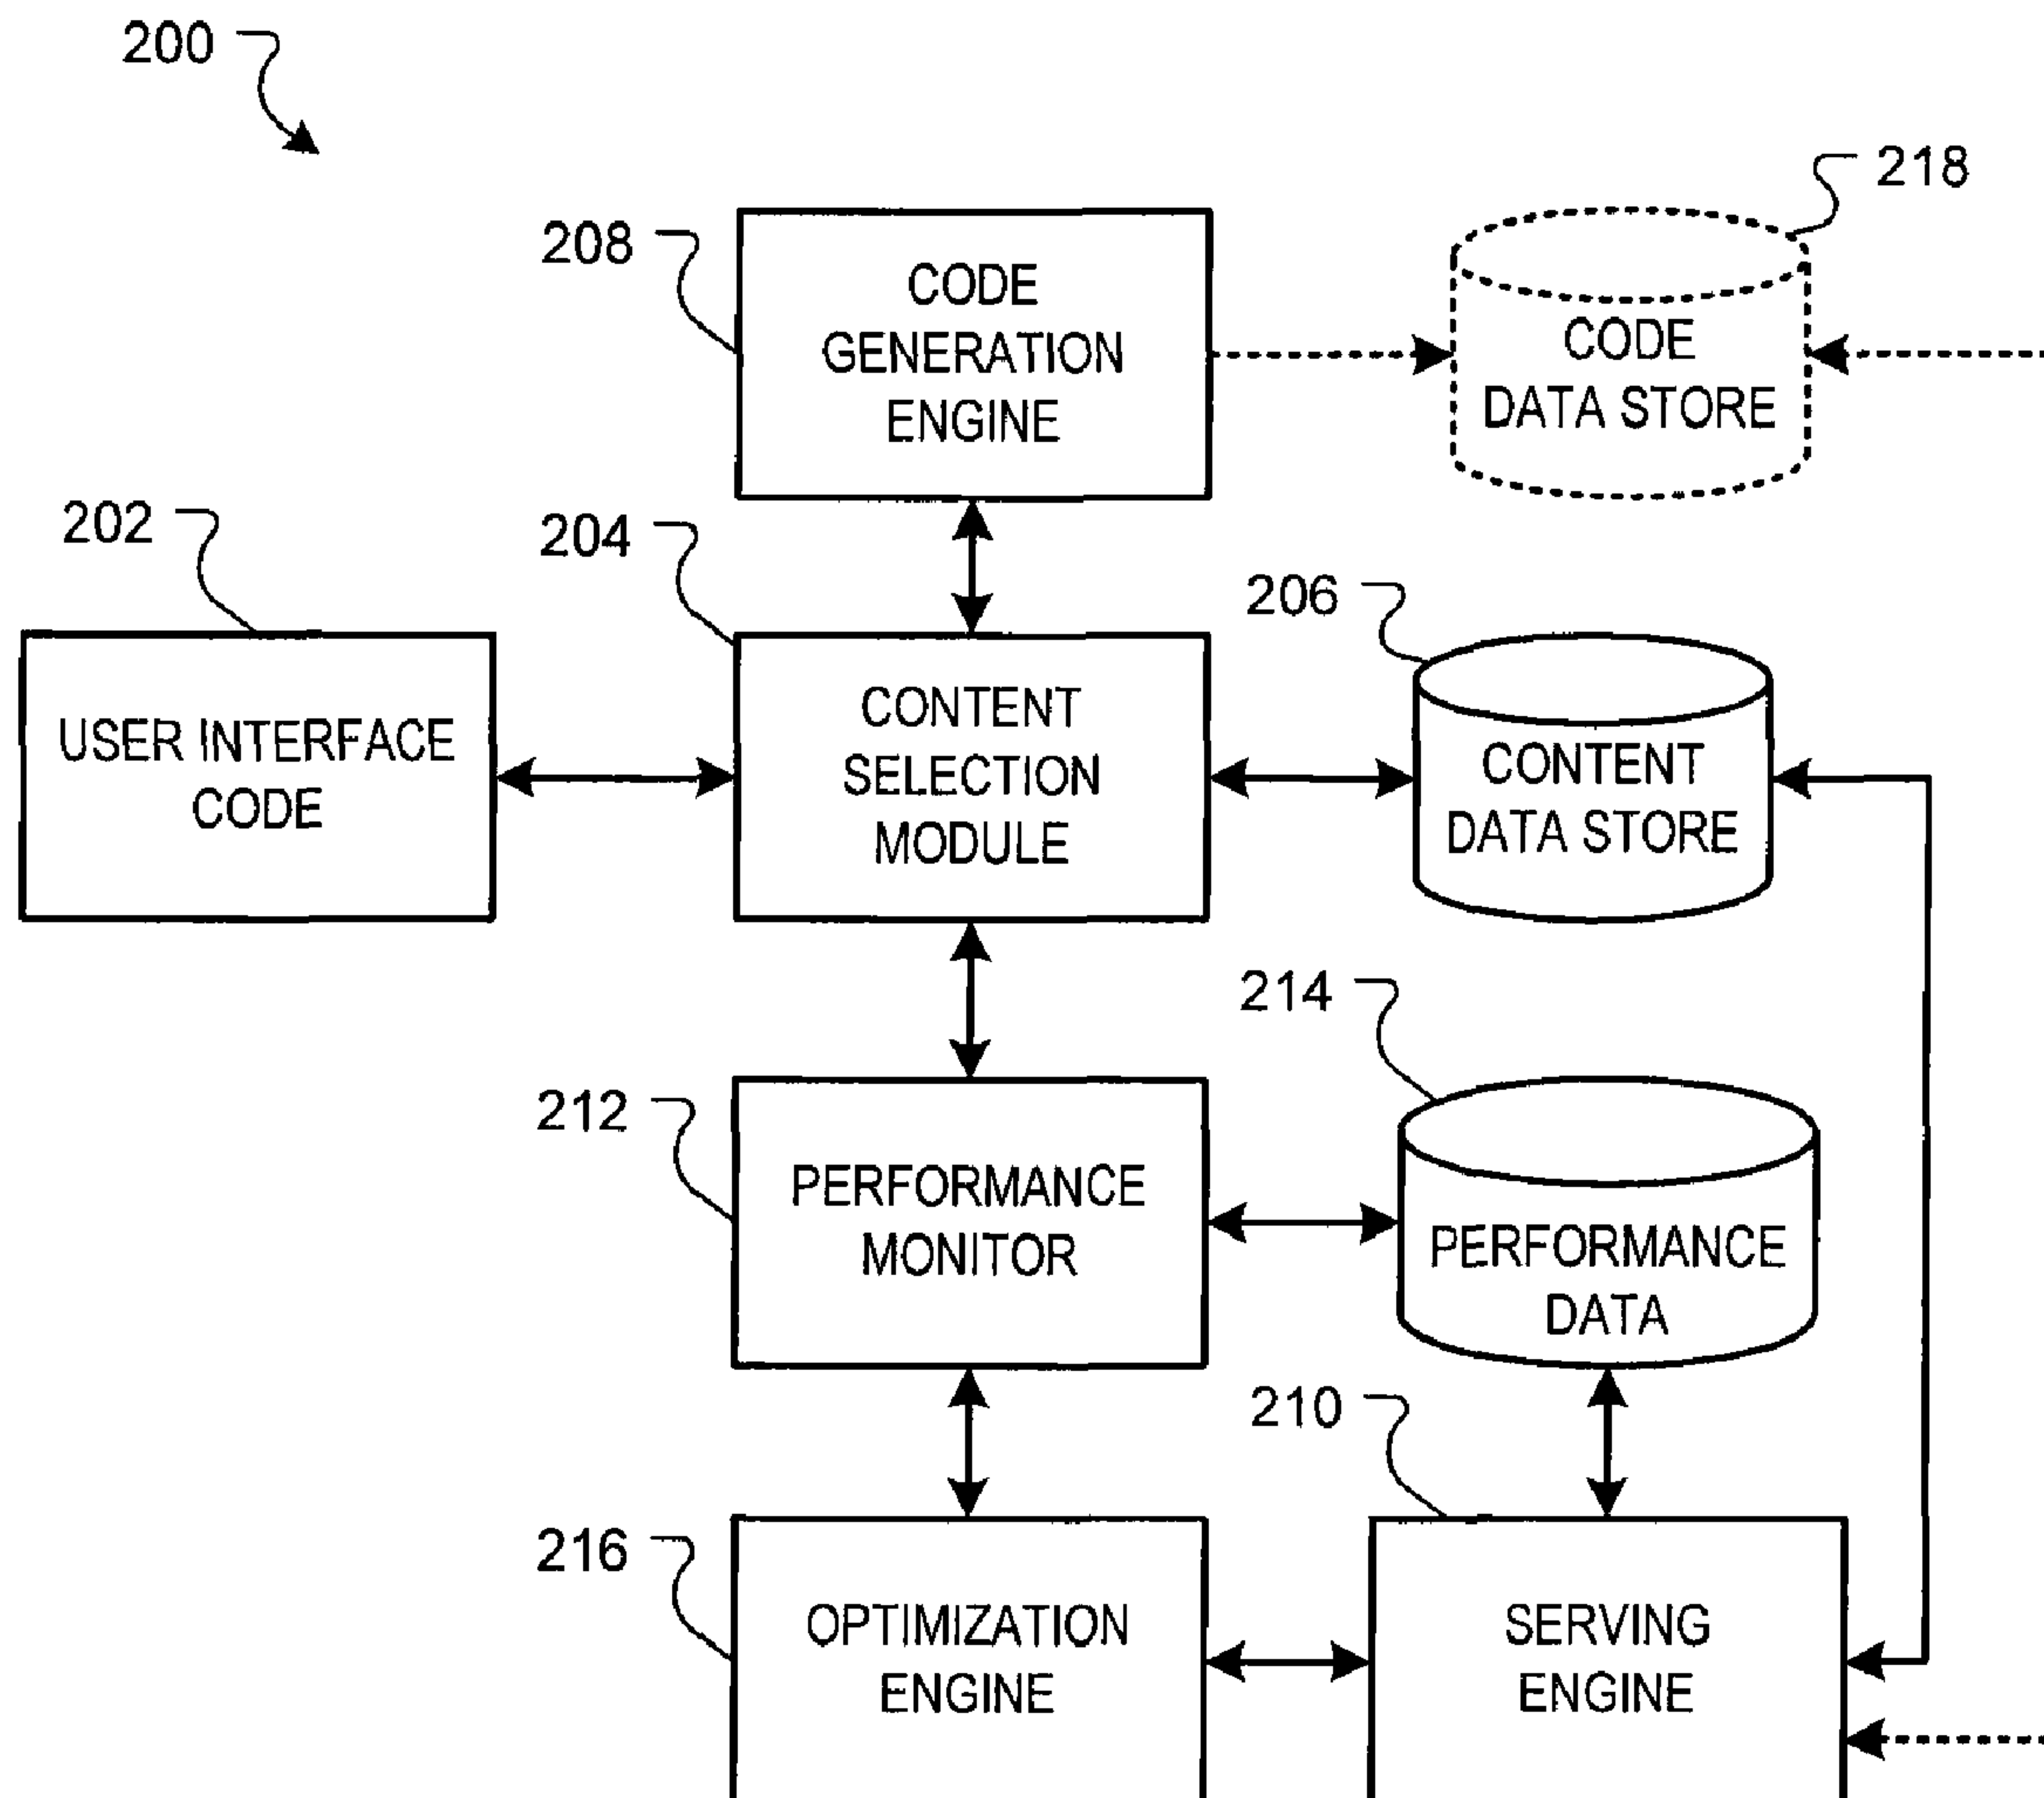 200
218
208
CODE
GENERATION
ENGINE
CODE
DATA STORE
202
204
206
USER INTERFACE
CODE
CONTENT
SELECTION
MODULE
CONTENT
DATA STORE
214
212
PERFORMANCE
MONITOR
PERFORMANCE
DATA
210
216
OPTIMIZATION
ENGINE
SERVING
ENGINE